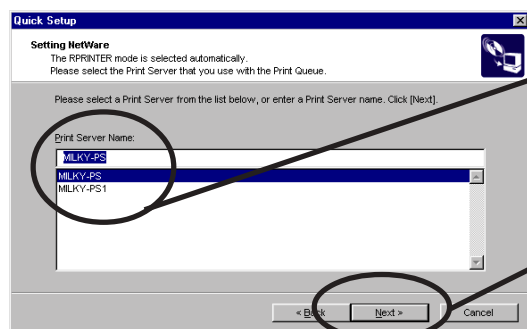 Quick Setup
Setting NetWare
The RPRINTER mode is selected automatically.
Please select the Print Server that you use with the Print Queue.
Please select a Print Server from the list below, or enter a Print Server name. Click [Next].
Print Server Name:
MILKY-PS
MILKY-PS
MILKY-PS1
« Back Next » Cancel